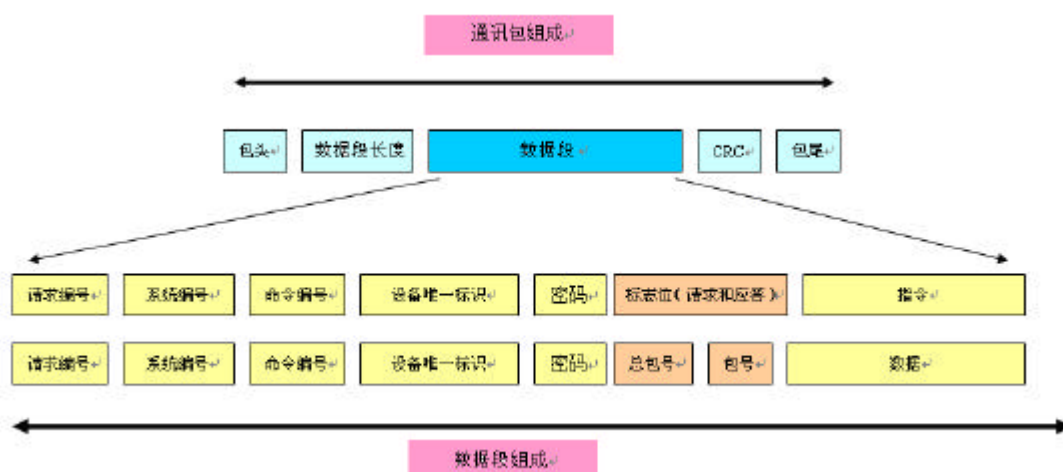 通讯包组成
包头 数据段长度 数据段 CRC 包尾
请求编号 系统编号 命令编号 设备唯一标识 密码 标志位(请求和应答) 指令
请求编号 系统编号 命令编号 设备唯一标识 密码 总包号 包号 数据
数据段组成